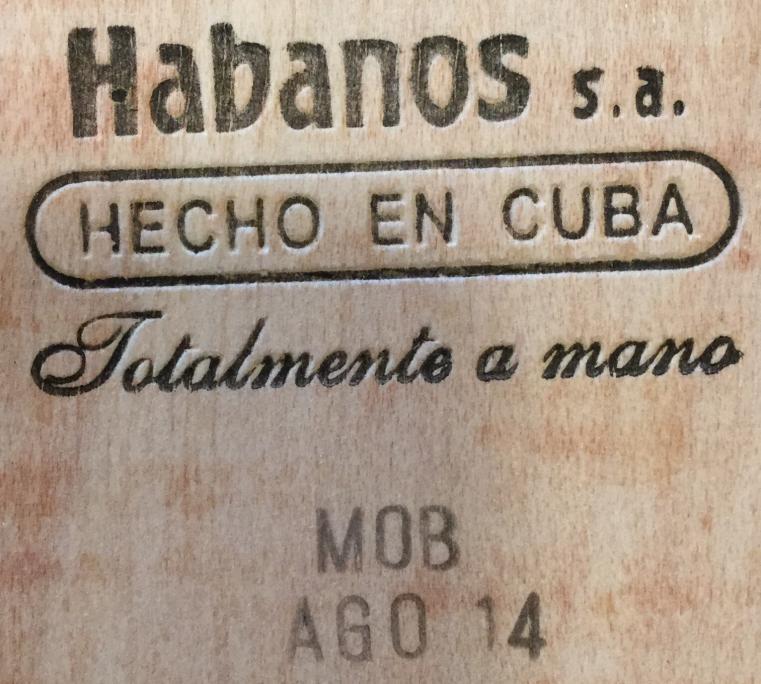 Habanos s.a.
HECHO EN CUBA
Totalmente a mano
MOB
AGO 14